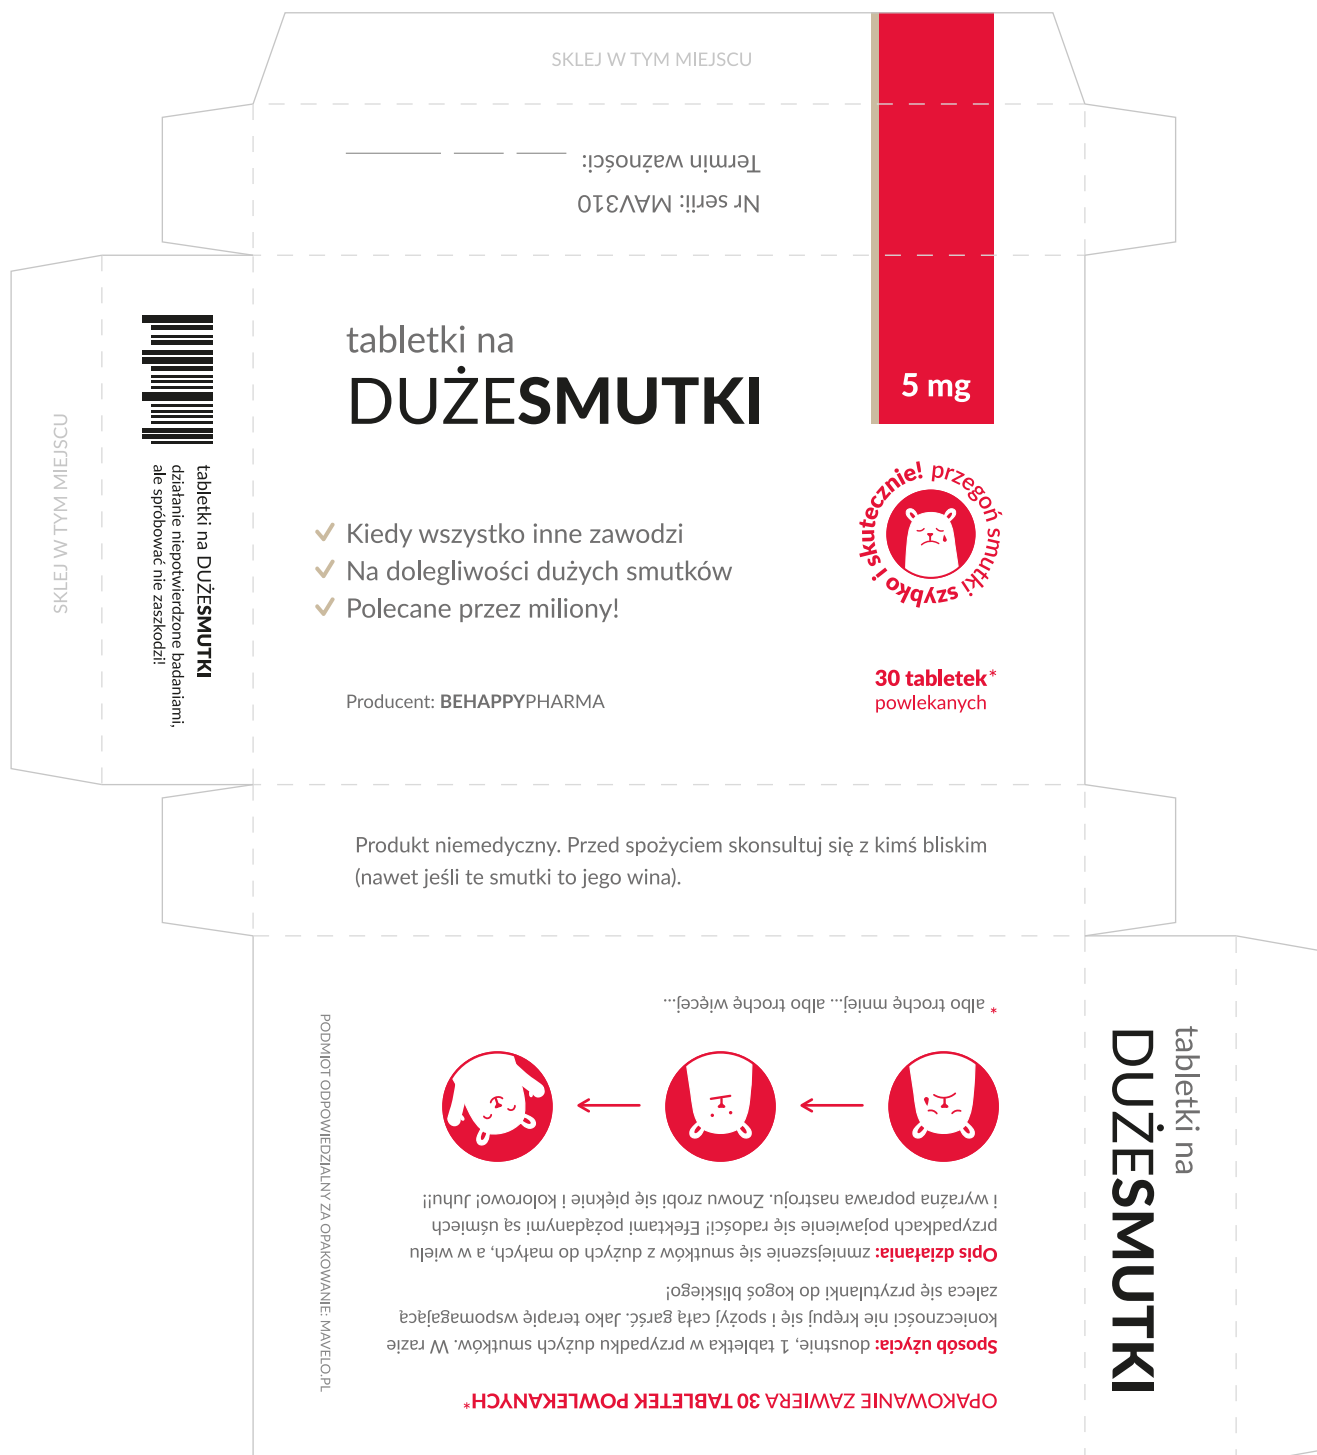 SKLEJ W TYM MIEJSCU
Nr serii: MAV310
Termin ważności:
tabletki na
DUŻESMUTKI
5 mg
Kiedy wszystko inne zawodzi
Na dolegliwości dużych smutków
Polecane przez miliony!
przegoń smutki szybko i skutecznie!
30 tabletek*
powlekanych
Producent: BEHAPPYPHARMA
SKLEJ W TYM MIEJSCU
tabletki na DUŻESMUTKI
działanie niepotwierdzone badaniami,
ale spróbować nie zaszkodzi!
Produkt niemedyczny. Przed spożyciem skonsultuj się z kimś bliskim
(nawet jeśli te smutki to jego wina).
OPAKOWANIE ZAWIERA 30 TABLETEK POWLEKANYCH*
Sposób użycia: doustnie, 1 tabletka w przypadku dużych smutków. W razie
konieczności nie krępuj się i spożyj całą garść. Jako terapię wspomagającą
zaleca się przytulanki do kogoś bliskiego!
Opis działania: zmniejszenie się smutków z dużych do małych, a w wielu
przypadkach pojawienie się radości! Efektami pożądanymi są uśmiech
i wyraźna poprawa nastroju. Znowu zrobi się pięknie i kolorowo! Juhu!!
* albo trochę mniej... albo trochę więcej...
PODMIOT ODPOWIEDZIALNY ZA OPAKOWANIE: MAVELO.PL
tabletki na
DUŻESMUTKI